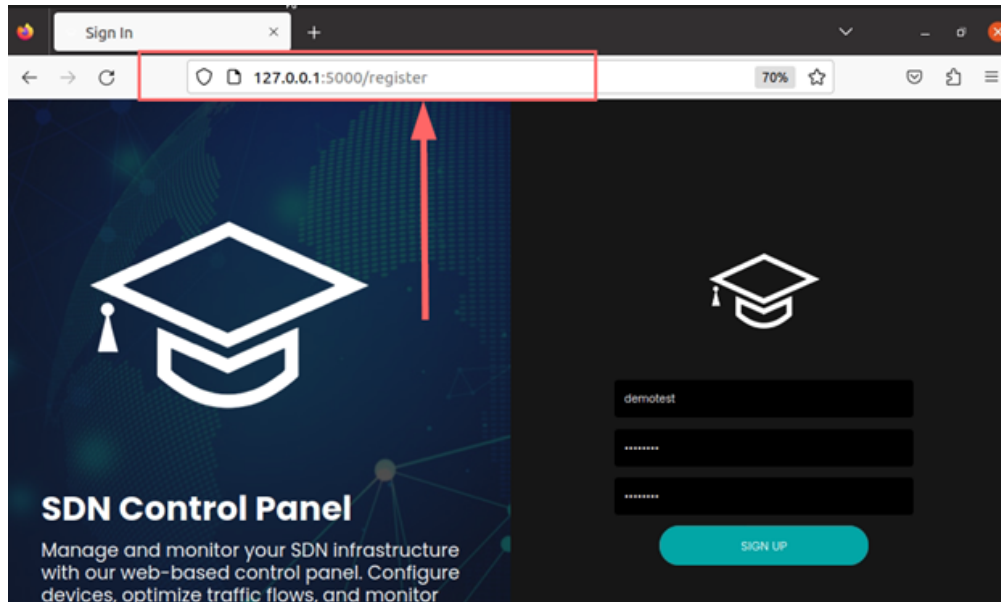 Sign In
127.0.0.1:5000/register
70%
demotest
••••••••
••••••••
SIGN UP
SDN Control Panel
Manage and monitor your SDN infrastructure
with our web-based control panel. Configure
devices, optimize traffic flows, and monitor